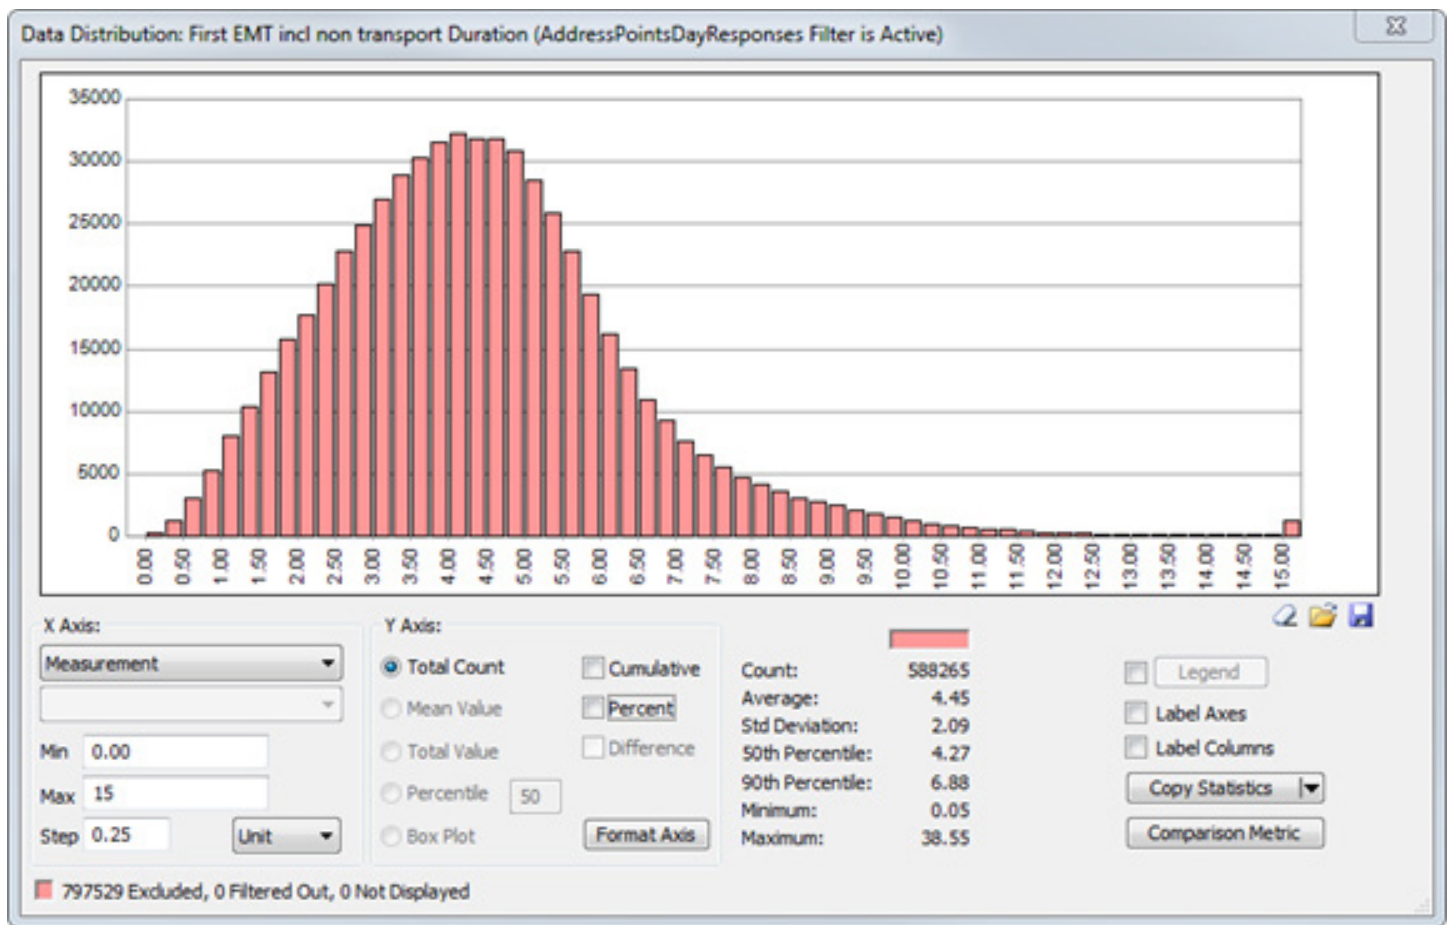 Data Distribution: First EMT incl non transport Duration (AddressPointsDayResponses Filter is Active)
35000
30000
25000
20000
15000
10000
5000
0
0.00 0.50 1.00 1.50 2.00 2.50 3.00 3.50 4.00 4.50 5.00 5.50 6.00 6.50 7.00 7.50 8.00 8.50 9.00 9.50 10.00 10.50 11.00 11.50 12.00 12.50 13.00 13.50 14.00 14.50 15.00
X Axis:
Measurement
Min 0.00
Max 15
Step 0.25 Unit
Y Axis:
Total Count Cumulative
Mean Value Percent
Total Value Difference
Percentile 50
Box Plot Format Axis
Count: 588265
Average: 4.45
Std Deviation: 2.09
50th Percentile: 4.27
90th Percentile: 6.88
Minimum: 0.05
Maximum: 38.55
Legend
Label Axes
Label Columns
Copy Statistics
Comparison Metric
797529 Excluded, 0 Filtered Out, 0 Not Displayed